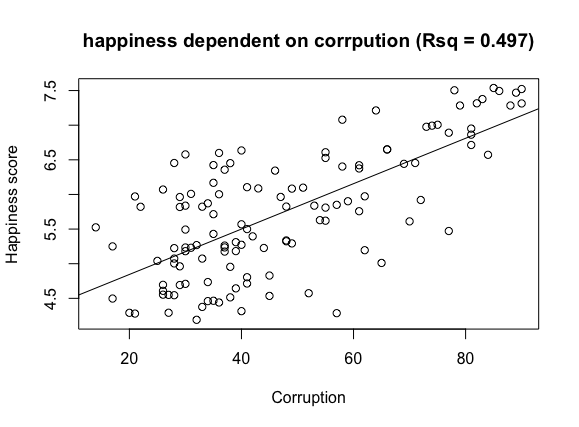 happiness dependent on corrpution (Rsq = 0.497)
7.5
6.5
5.5
4.5
Happiness score
20 40 60 80
Corruption